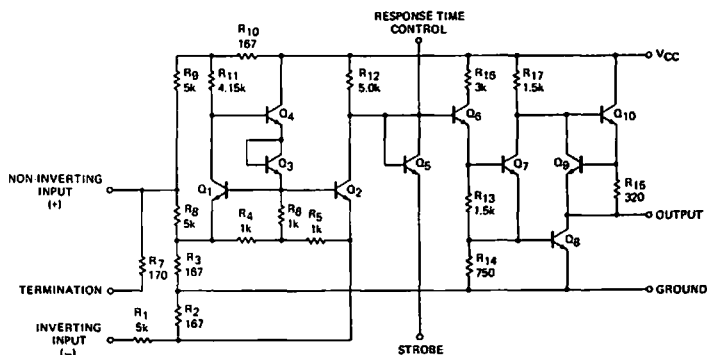 RESPONSE TIME
CONTROL
R10
167
VCC
R9
5k
R11
4.15k
R12
5.0k
R16
3k
R17
1.5k
Q4
Q6
Q10
Q3
Q5
Q7
Q9
NON-INVERTING
INPUT
(+)
Q1
Q2
R15
320
R8
5k
R4
1k
R6
1k
R5
1k
R13
1.5k
OUTPUT
Q8
R7
170
R3
167
R14
750
TERMINATION
GROUND
R2
167
INVERTING
INPUT
(–)
R1
5k
STROBE